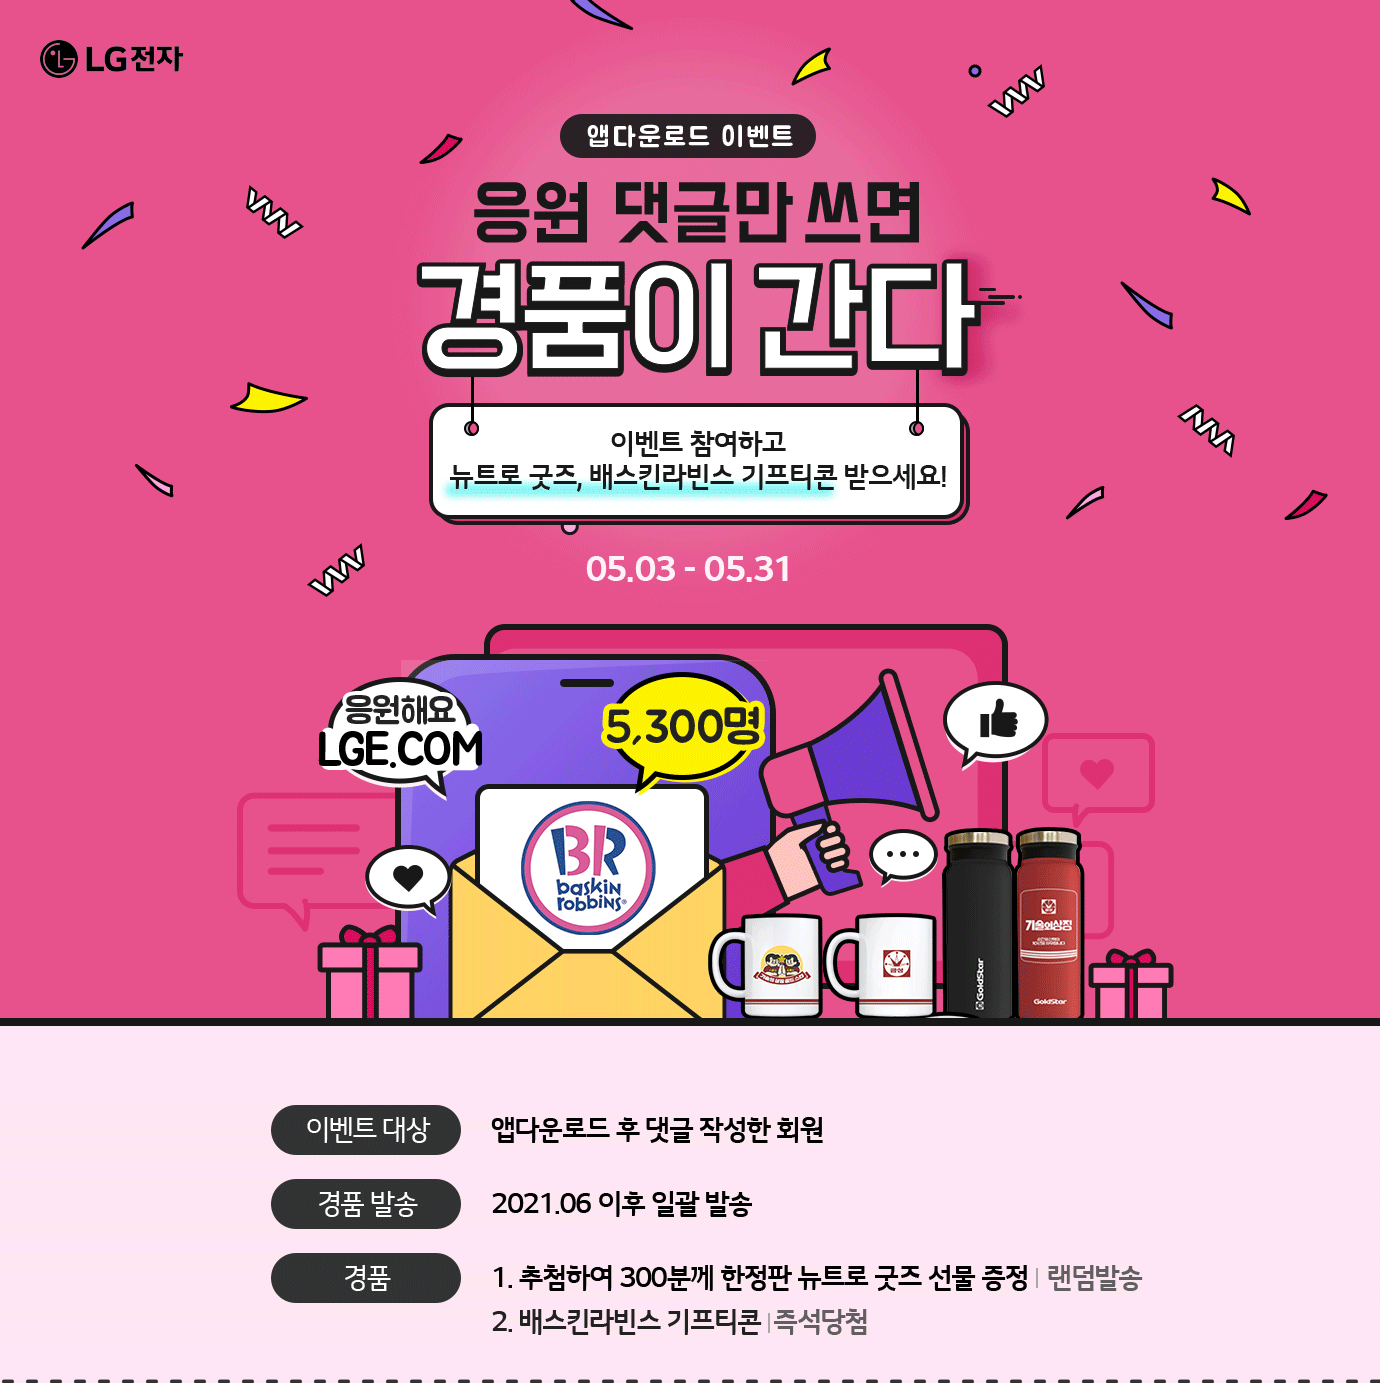 LG전자
앱다운로드 이벤트
응원 댓글만 쓰면
경품이 간다
이벤트 참여하고
뉴트로 굿즈, 배스킨라빈스 기프티콘 받으세요!
05.03 - 05.31
응원해요
LGE.COM
5,300명
BR
baskin
robbins®
기술의상징
금성
GoldStar
GoldStar
이벤트 대상
앱다운로드 후 댓글 작성한 회원
경품 발송
2021.06 이후 일괄 발송
경품
1. 추첨하여 300분께 한정판 뉴트로 굿즈 선물 증정 | 랜덤발송
2. 배스킨라빈스 기프티콘 | 즉석당첨